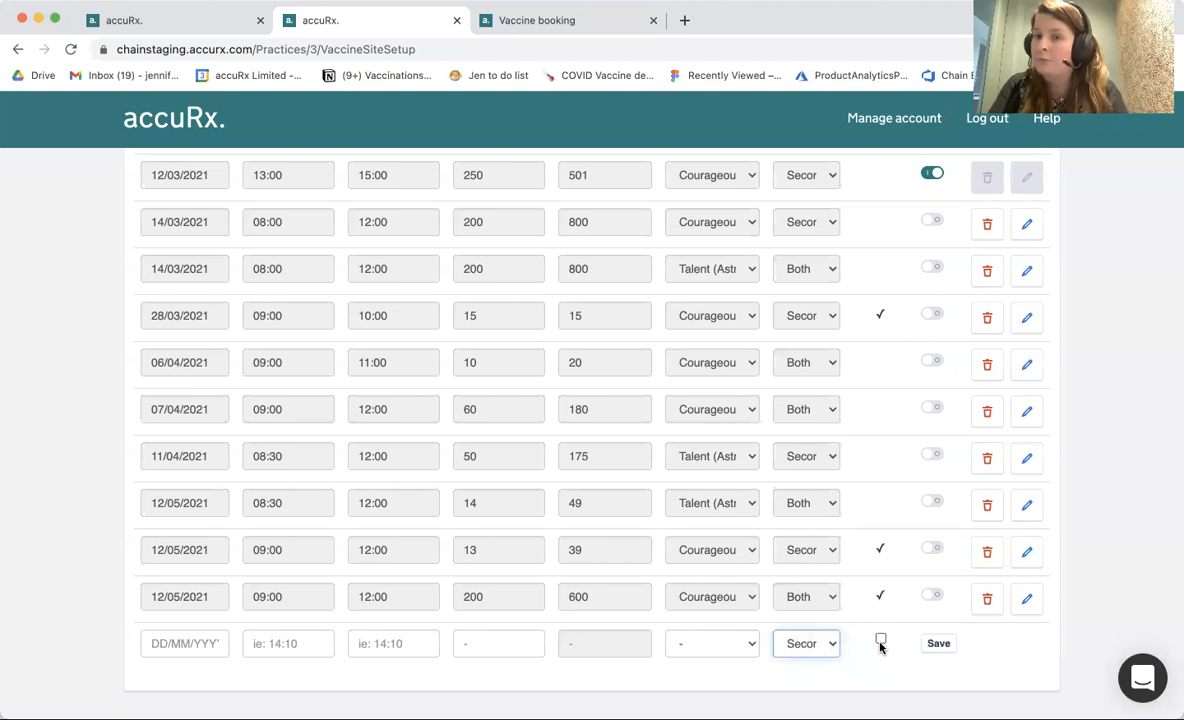 a. accuRx.
a. accuRx.
a. Vaccine booking
chainstaging.accurx.com/Practices/3/VaccineSiteSetup
Drive
Inbox (19) - jennif...
accuRx Limited –...
(9+) Vaccinations...
Jen to do list
COVID Vaccine de...
Recently Viewed –...
ProductAnalyticsP...
Chain B
accuRx.
Manage account
Log out
Help
12/03/2021 13:00 15:00 250 501 Courageou Secor
14/03/2021 08:00 12:00 200 800 Courageou Secor
14/03/2021 08:00 12:00 200 800 Talent (Astr Both
28/03/2021 09:00 10:00 15 15 Courageou Secor ✓
06/04/2021 09:00 11:00 10 20 Courageou Both
07/04/2021 09:00 12:00 60 180 Courageou Both
11/04/2021 08:30 12:00 50 175 Talent (Astr Secor
12/05/2021 08:30 12:00 14 49 Talent (Astr Both
12/05/2021 09:00 12:00 13 39 Courageou Secor ✓
12/05/2021 09:00 12:00 200 600 Courageou Both ✓
DD/MM/YYY ie: 14:10 ie: 14:10 - - - Secor Save